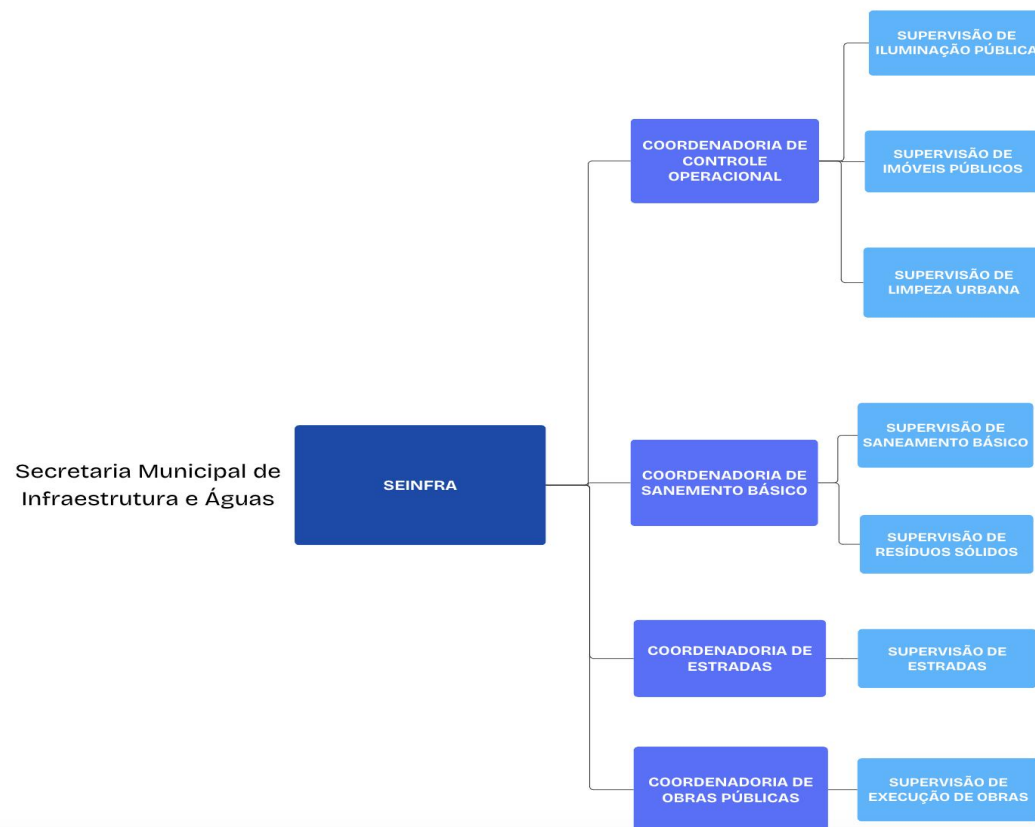 Secretaria Municipal de
Infraestrutura e Águas
SEINFRA
COORDENADORIA DE
CONTROLE
OPERACIONAL
SUPERVISÃO DE
ILUMINAÇÃO PÚBLICA
SUPERVISÃO DE
IMÓVEIS PÚBLICOS
SUPERVISÃO DE
LIMPEZA URBANA
COORDENADORIA DE
SANEMENTO BÁSICO
SUPERVISÃO DE
SANEAMENTO BÁSICO
SUPERVISÃO DE
RESÍDUOS SÓLIDOS
COORDENADORIA DE
ESTRADAS
SUPERVISÃO DE
ESTRADAS
COORDENADORIA DE
OBRAS PÚBLICAS
SUPERVISÃO DE
EXECUÇÃO DE OBRAS